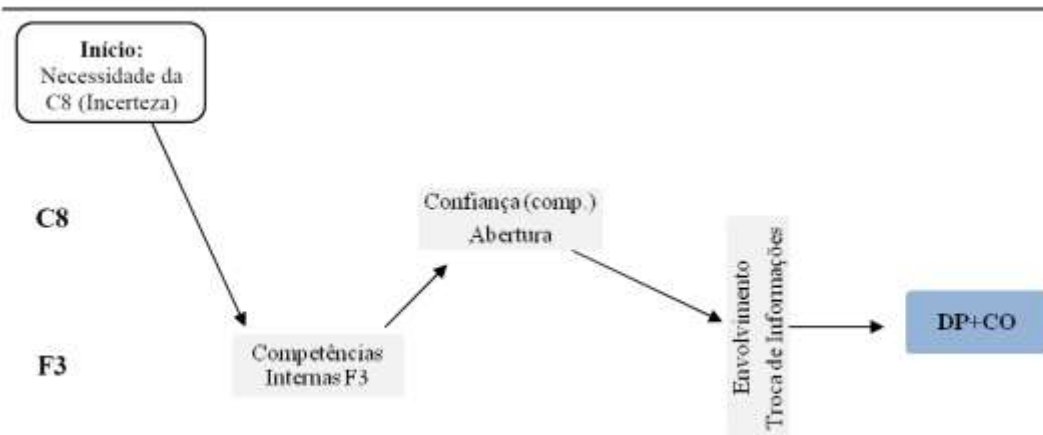 Início:
Necessidade da
C8 (Incerteza)
C8
Confiança (comp.)
Abertura
F3
Competências
Internas F3
Envolvimento
Troca de Informações
DP+CO